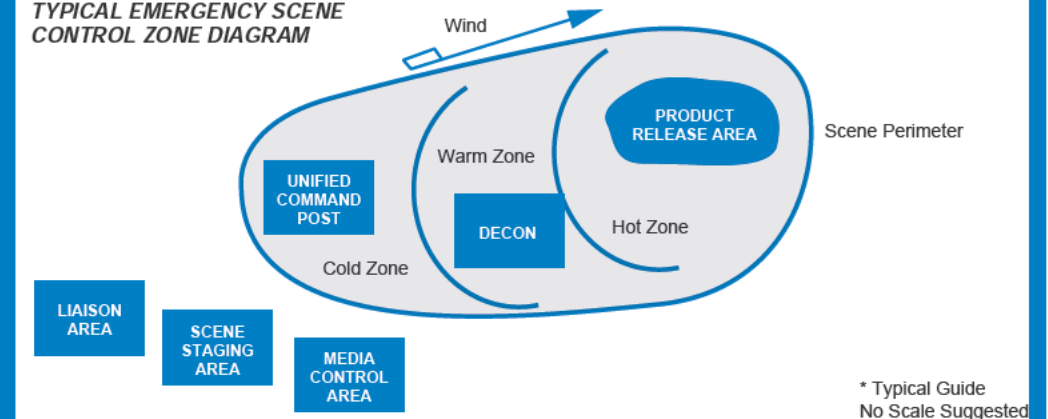 TYPICAL EMERGENCY SCENE
CONTROL ZONE DIAGRAM
Wind
PRODUCT
RELEASE AREA
Scene Perimeter
Warm Zone
UNIFIED
COMMAND
POST
DECON
Hot Zone
Cold Zone
LIAISON
AREA
SCENE
STAGING
AREA
MEDIA
CONTROL
AREA
* Typical Guide
No Scale Suggested